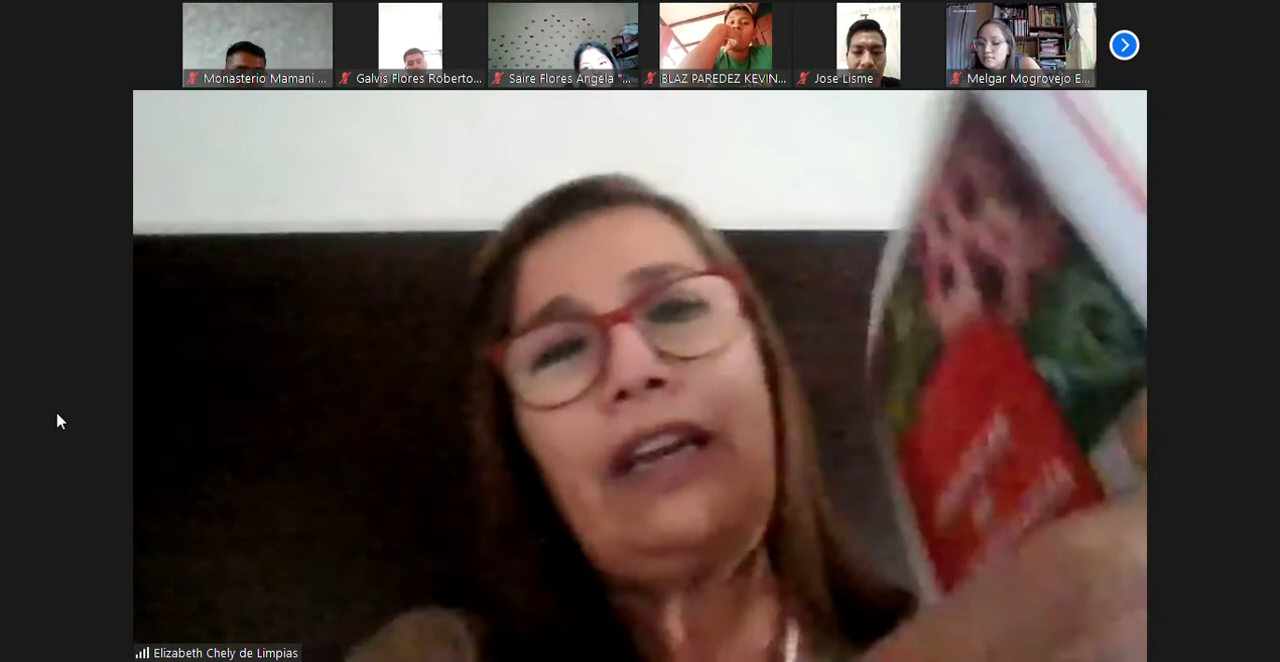 Monasterio Mamani ...
Galvis Flores Roberto...
Saire Flores Angela "...
BLAZ PAREDEZ KEVIN...
Jose Lisme
Melgar Mogrovejo E...
Elizabeth Chely de Limpias